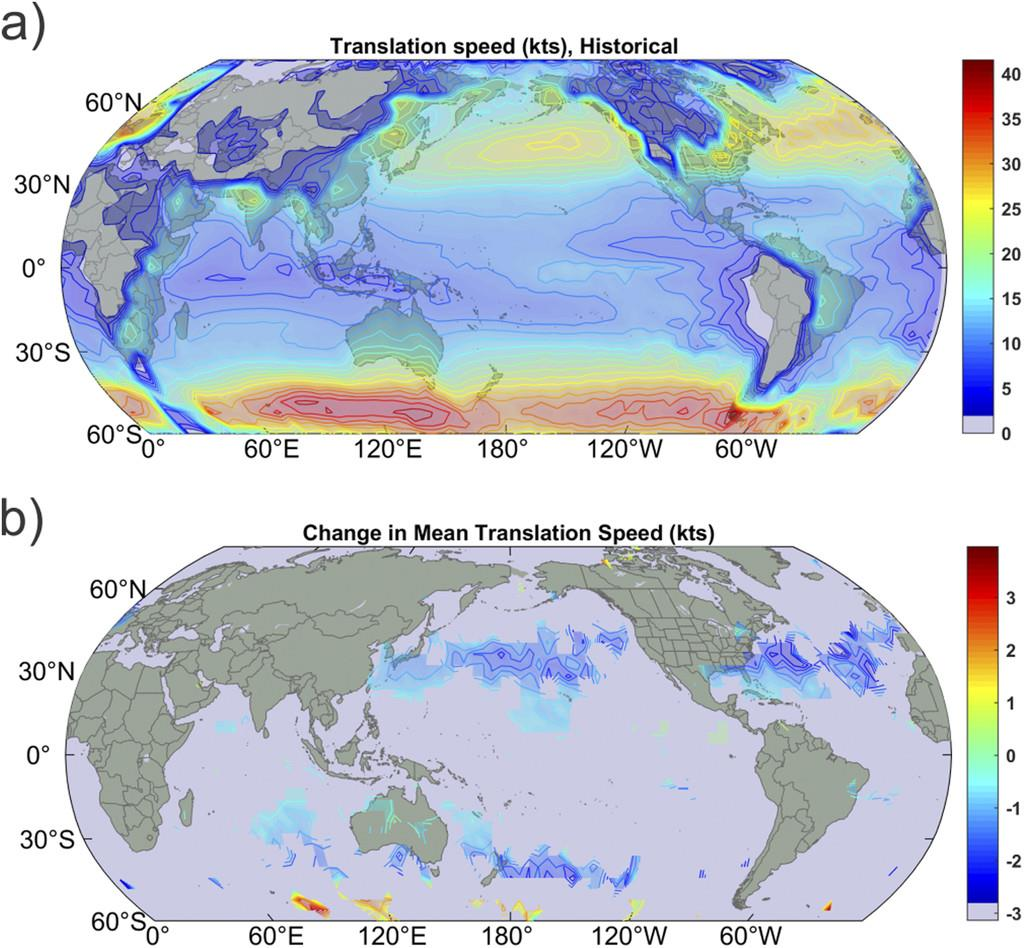 a)
Translation speed (kts), Historical
60°N
30°N
0°
30°S
60°S
0° 60°E 120°E 180° 120°W 60°W
40
35
30
25
20
15
10
5
0
b)
Change in Mean Translation Speed (kts)
60°N
30°N
0°
30°S
60°S
0° 60°E 120°E 180° 120°W 60°W
3
2
1
0
-1
-2
-3